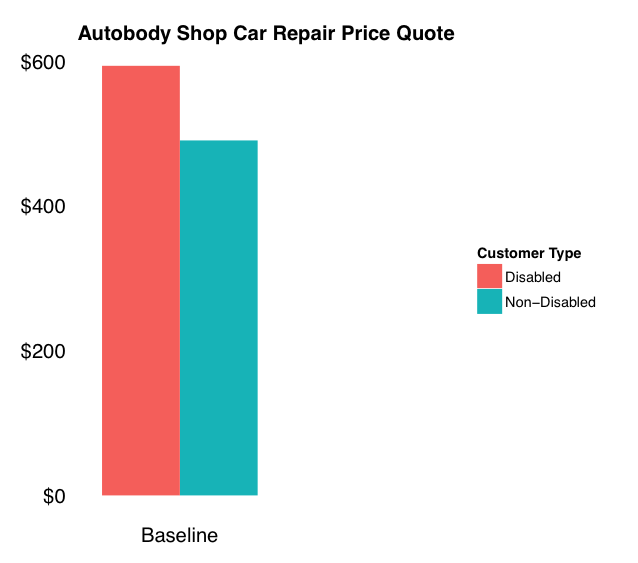 Autobody Shop Car Repair Price Quote
$600
$400
$200
$0
Baseline
Customer Type
Disabled
Non−Disabled